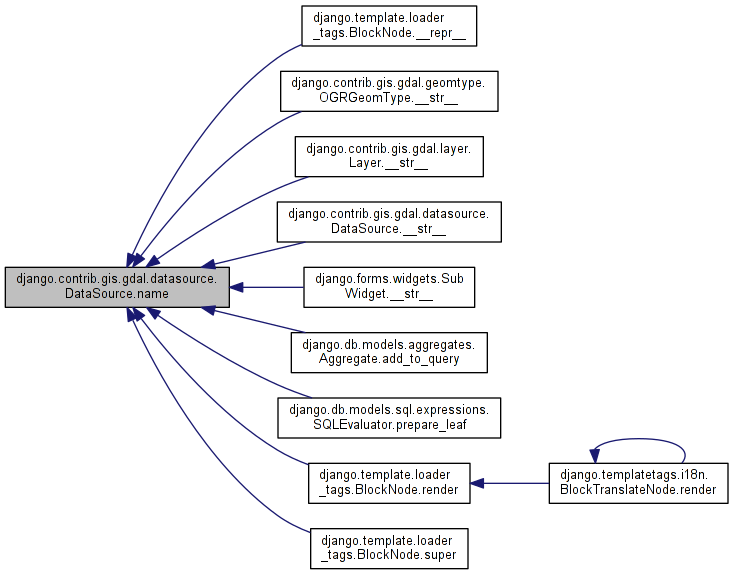 django.template.loader
_tags.BlockNode.__repr__
django.contrib.gis.gdal.geomtype.
OGRGeomType.__str__
django.contrib.gis.gdal.layer.
Layer.__str__
django.contrib.gis.gdal.datasource.
DataSource.__str__
django.contrib.gis.gdal.datasource.
DataSource.name
django.forms.widgets.Sub
Widget.__str__
django.db.models.aggregates.
Aggregate.add_to_query
django.db.models.sql.expressions.
SQLEvaluator.prepare_leaf
django.template.loader
_tags.BlockNode.render
django.templatetags.i18n.
BlockTranslateNode.render
django.template.loader
_tags.BlockNode.super